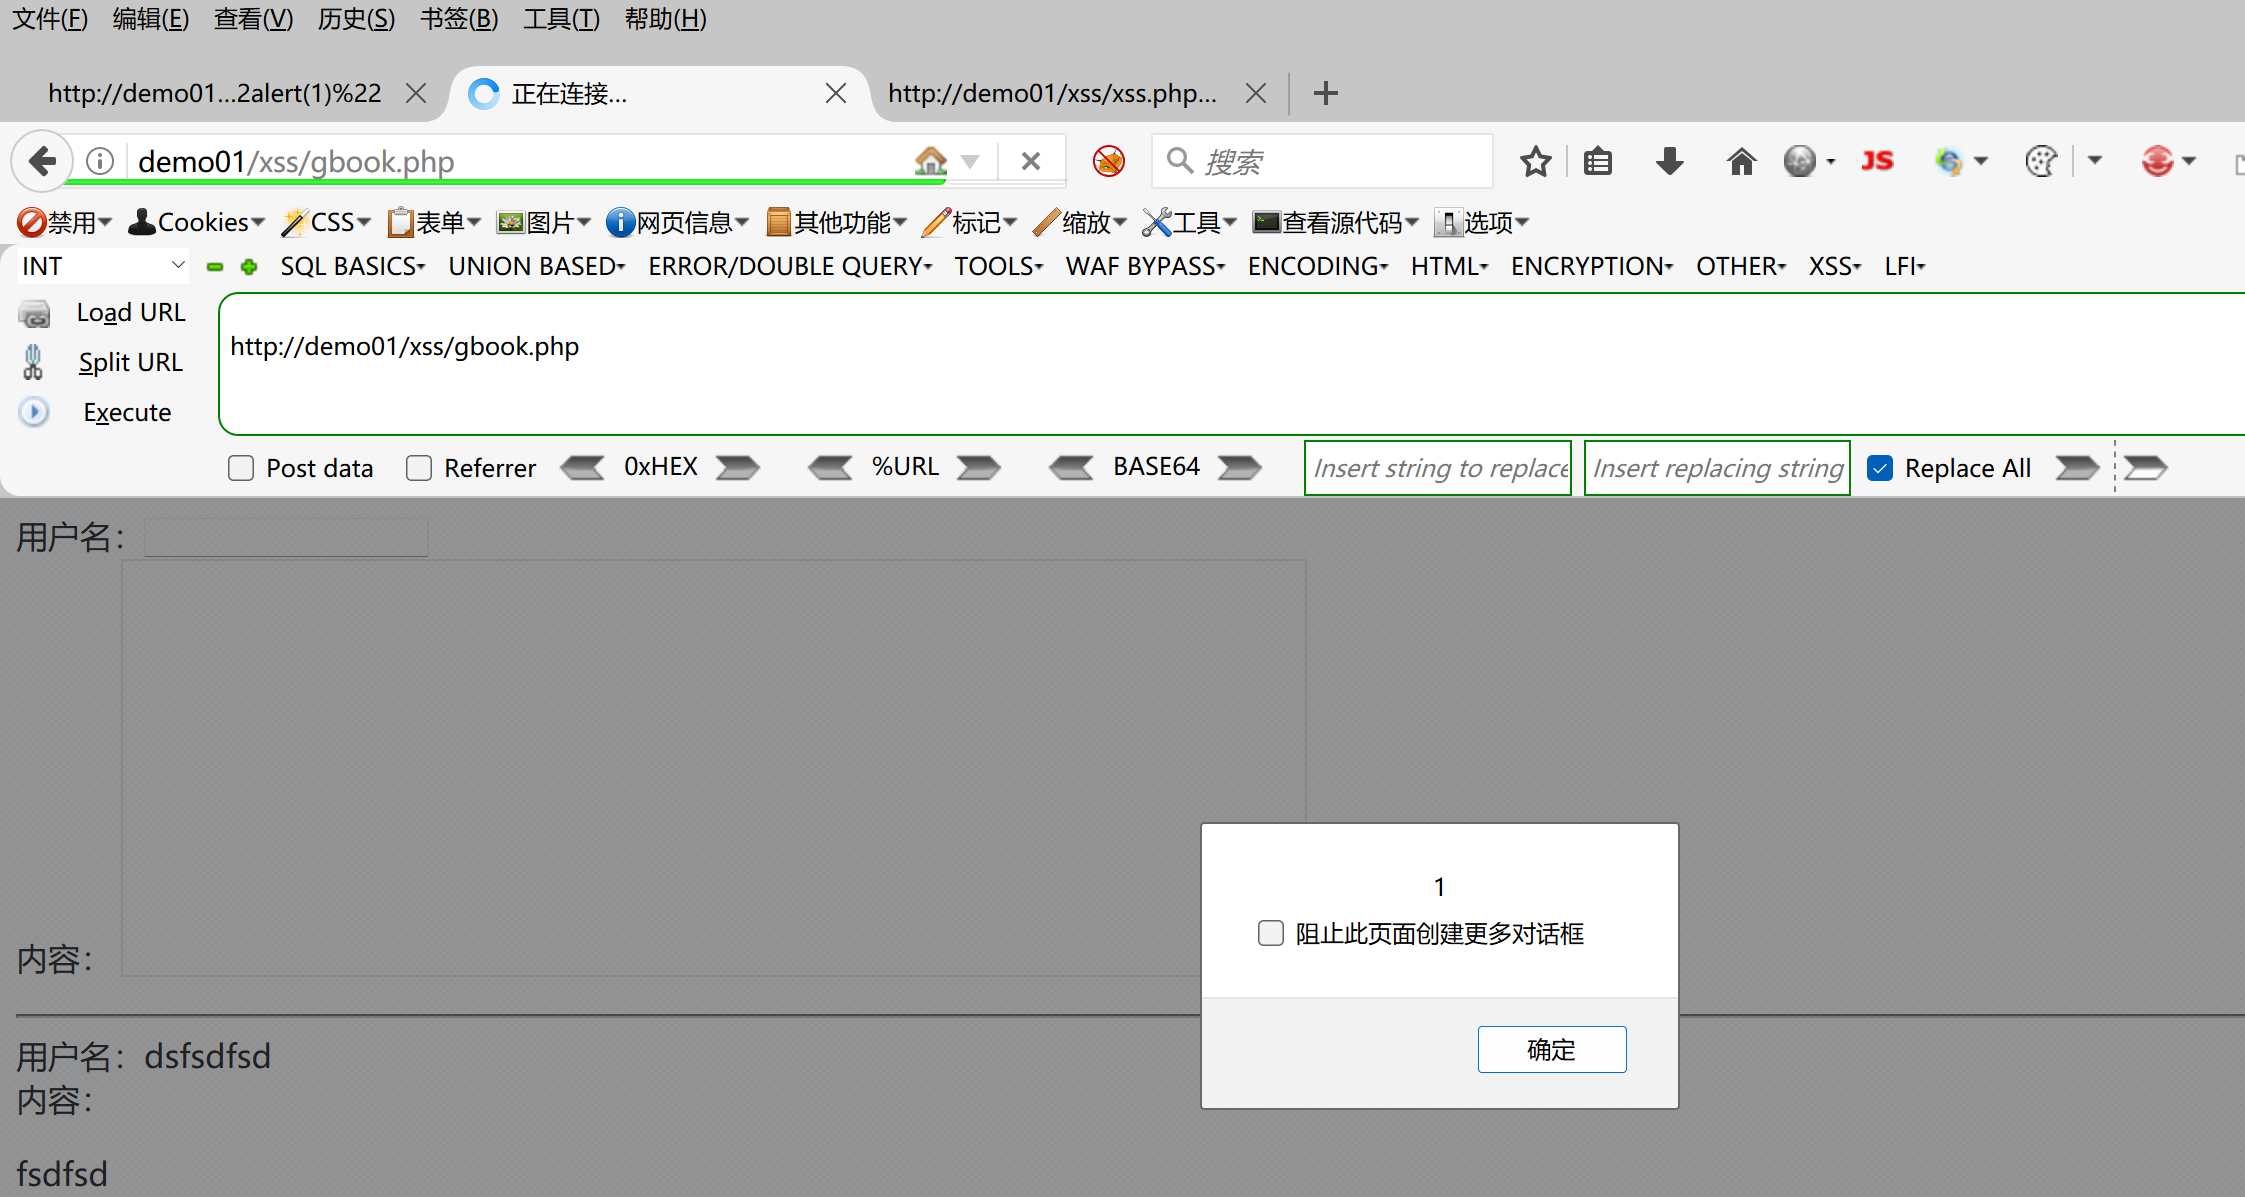 文件(F) 编辑(E) 查看(V) 历史(S) 书签(B) 工具(T) 帮助(H)
http://demo01...2alert(1)%22 正在连接... http://demo01/xss/xss.php...
demo01/xss/gbook.php 搜索 JS
禁用 Cookies CSS 表单 图片 网页信息 其他功能 标记 缩放 工具 查看源代码 选项
INT SQL BASICS UNION BASED ERROR/DOUBLE QUERY TOOLS WAF BYPASS ENCODING HTML ENCRYPTION OTHER XSS LFI
Load URL
http://demo01/xss/gbook.php
Split URL
Execute
Post data Referrer 0xHEX %URL BASE64 Insert string to replace Insert replacing string Replace All
用户名：
内容：
1
阻止此页面创建更多对话框
确定
用户名：dsfsdfsd
内容：
fsdfsd